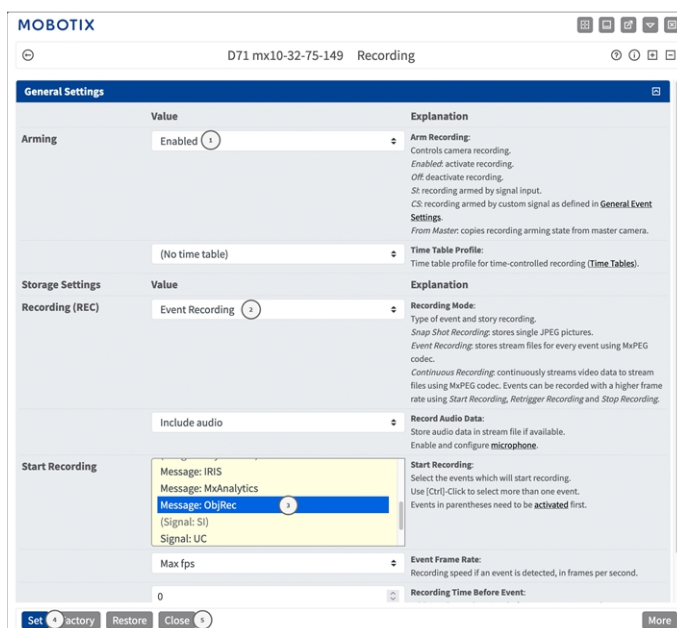 MOBOTIX
D71 mx10-32-75-149 Recording
General Settings
Value Explanation
Arming Enabled 1 Arm Recording:
Controls camera recording.
Enabled: activate recording.
Off: deactivate recording.
SI: recording armed by signal input.
CS: recording armed by custom signal as defined in General Event
Settings.
From Master: copies recording arming state from master camera.
(No time table) Time Table Profile:
Time table profile for time-controlled recording (Time Tables).
Storage Settings Value Explanation
Recording (REC) Event Recording 2 Recording Mode:
Type of event and story recording.
Snap Shot Recording: stores single JPEG pictures.
Event Recording: stores stream files for every event using MxPEG
codec.
Continuous Recording: continuously streams video data to stream
files using MxPEG codec. Events can be recorded with a higher frame
rate using Start Recording, Retrigger Recording and Stop Recording.
Include audio Record Audio Data:
Store audio data in stream file if available.
Enable and configure microphone.
Start Recording Start Recording:
Message: IRIS Select the events which will start recording.
Message: MxAnalytics Use [Ctrl]-Click to select more than one event.
Message: ObjRec 3 Events in parentheses need to be activated first.
(Signal: SI)
Signal: UC
Max fps Event Frame Rate:
Recording speed if an event is detected, in frames per second.
0 Recording Time Before Event:
Set 4 actory Restore Close 5 More